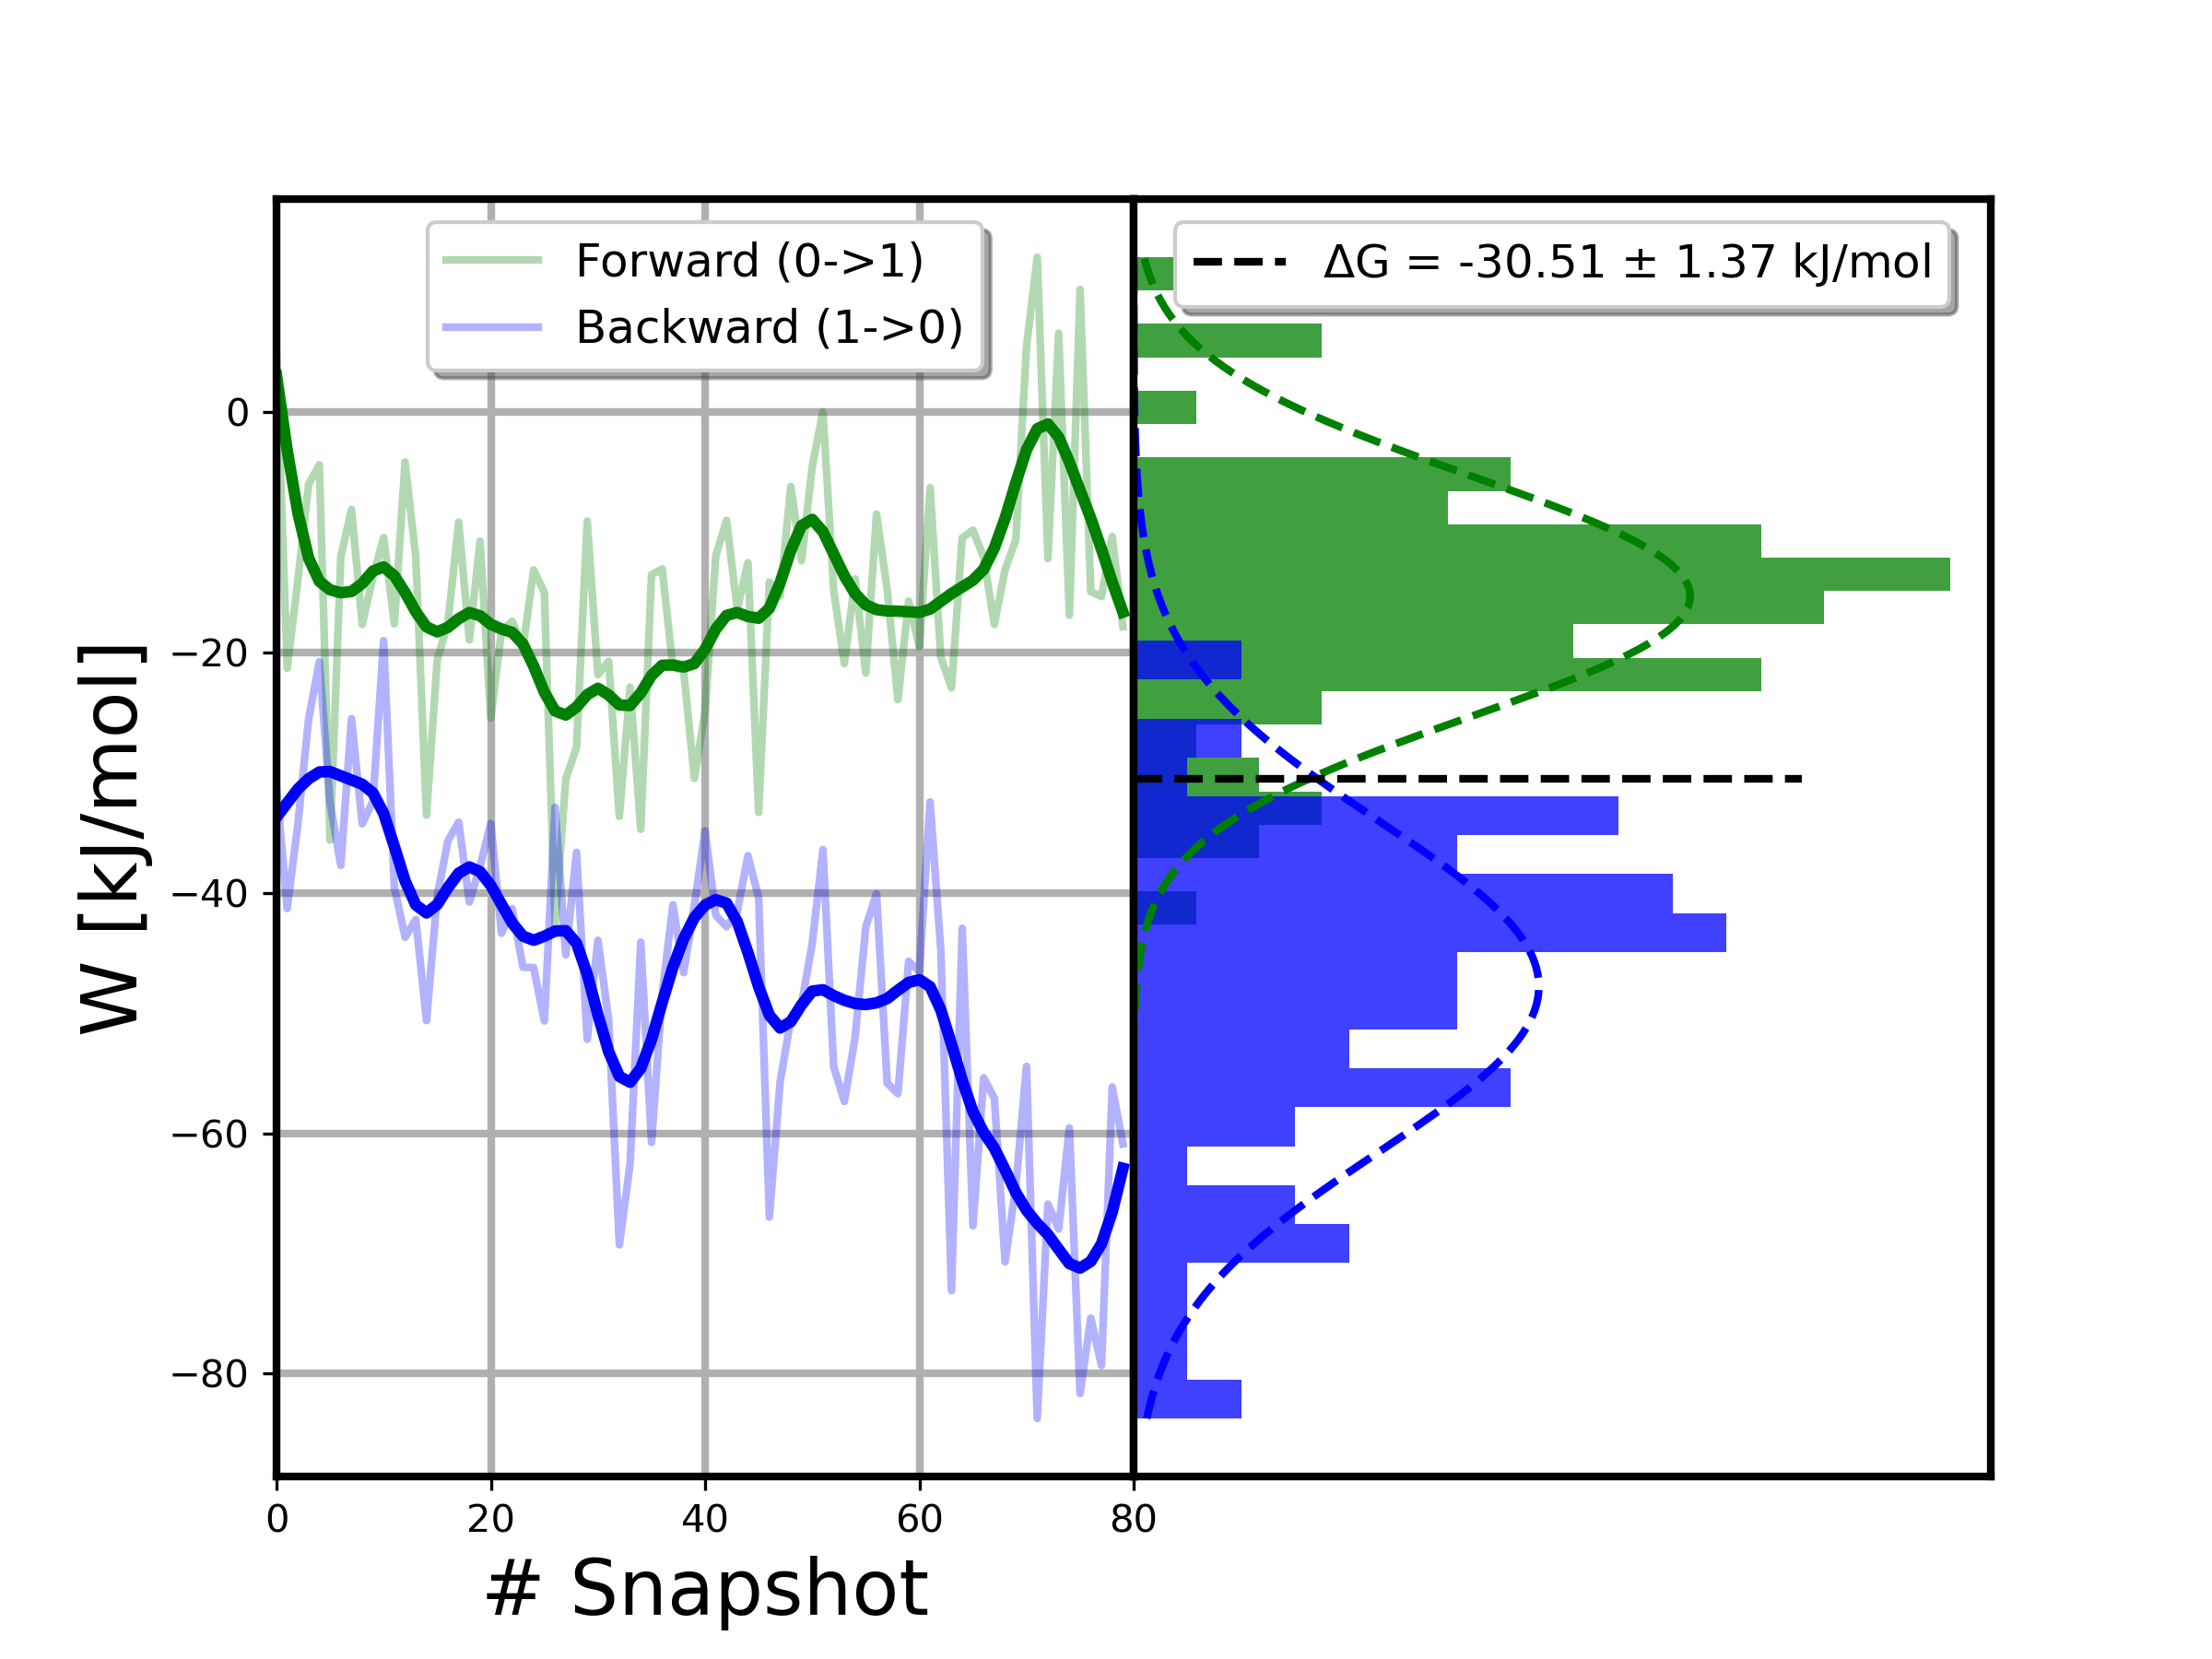 Forward (0->1)
Backward (1->0)
ΔG = -30.51 ± 1.37 kJ/mol
W [kJ/mol]
0
−20
−40
−60
−80
0 20 40 60 80
# Snapshot